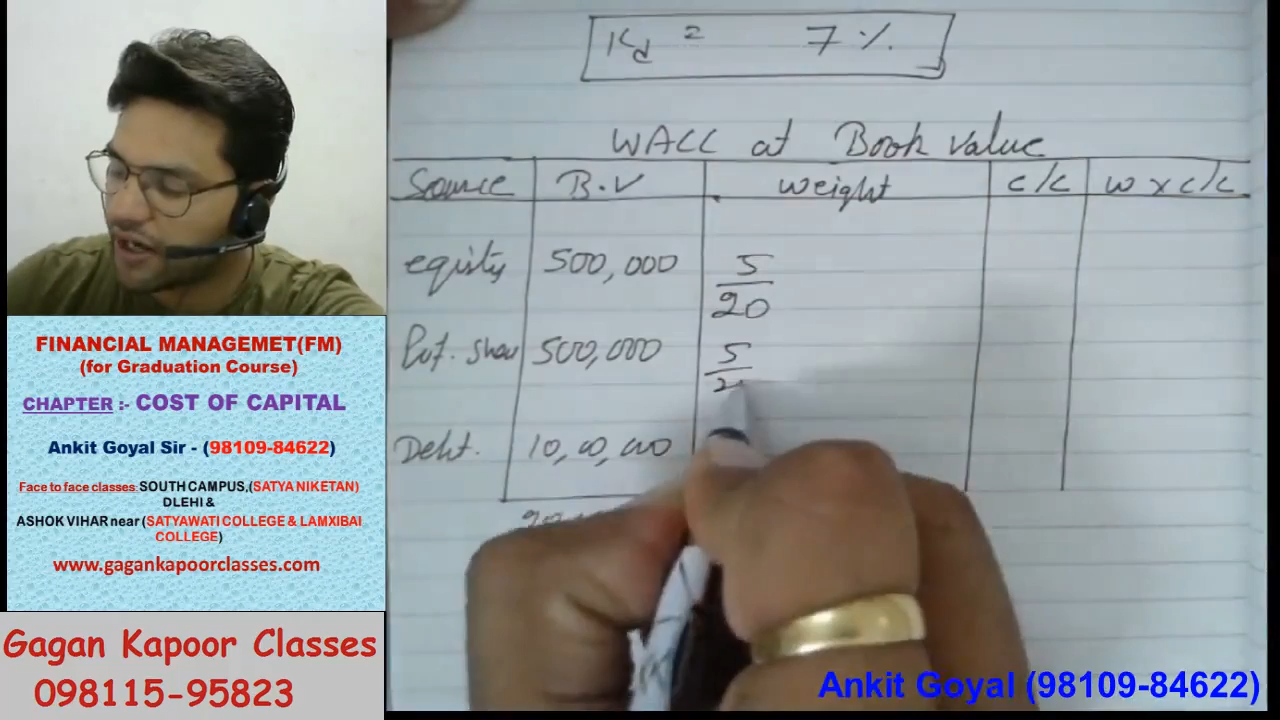 FINANCIAL MANAGEMET(FM)
(for Graduation Course)
CHAPTER :- COST OF CAPITAL
Ankit Goyal Sir - (98109-84622)
Face to face classes: SOUTH CAMPUS,(SATYA NIKETAN)
DLEHI &
ASHOK VIHAR near (SATYAWATI COLLEGE & LAMXIBAI
COLLEGE)
www.gagankapoorclasses.com
Gagan Kapoor Classes
098115-95823
Kd = 7 %
WACC at Book Value
Source B.V Weight C/C W x C/C
equity 500,000 5/20
Pref. Share 500,000 5/
Debt. 10,00,000
Ankit Goyal (98109-84622)